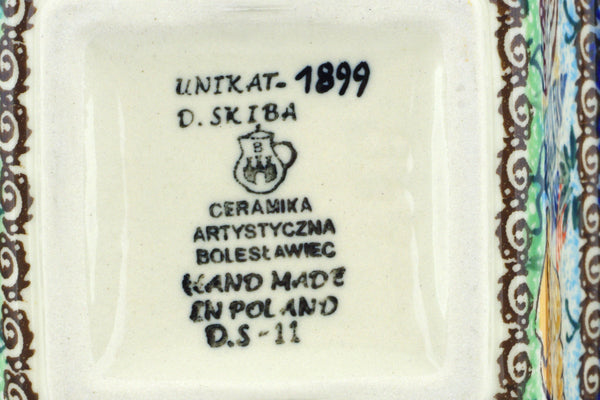 UNIKAT-1899
D. SKIBA
B
CERAMIKA
ARTYSTYCZNA
BOLESŁAWIEC
HAND MADE
IN POLAND
D.S-11